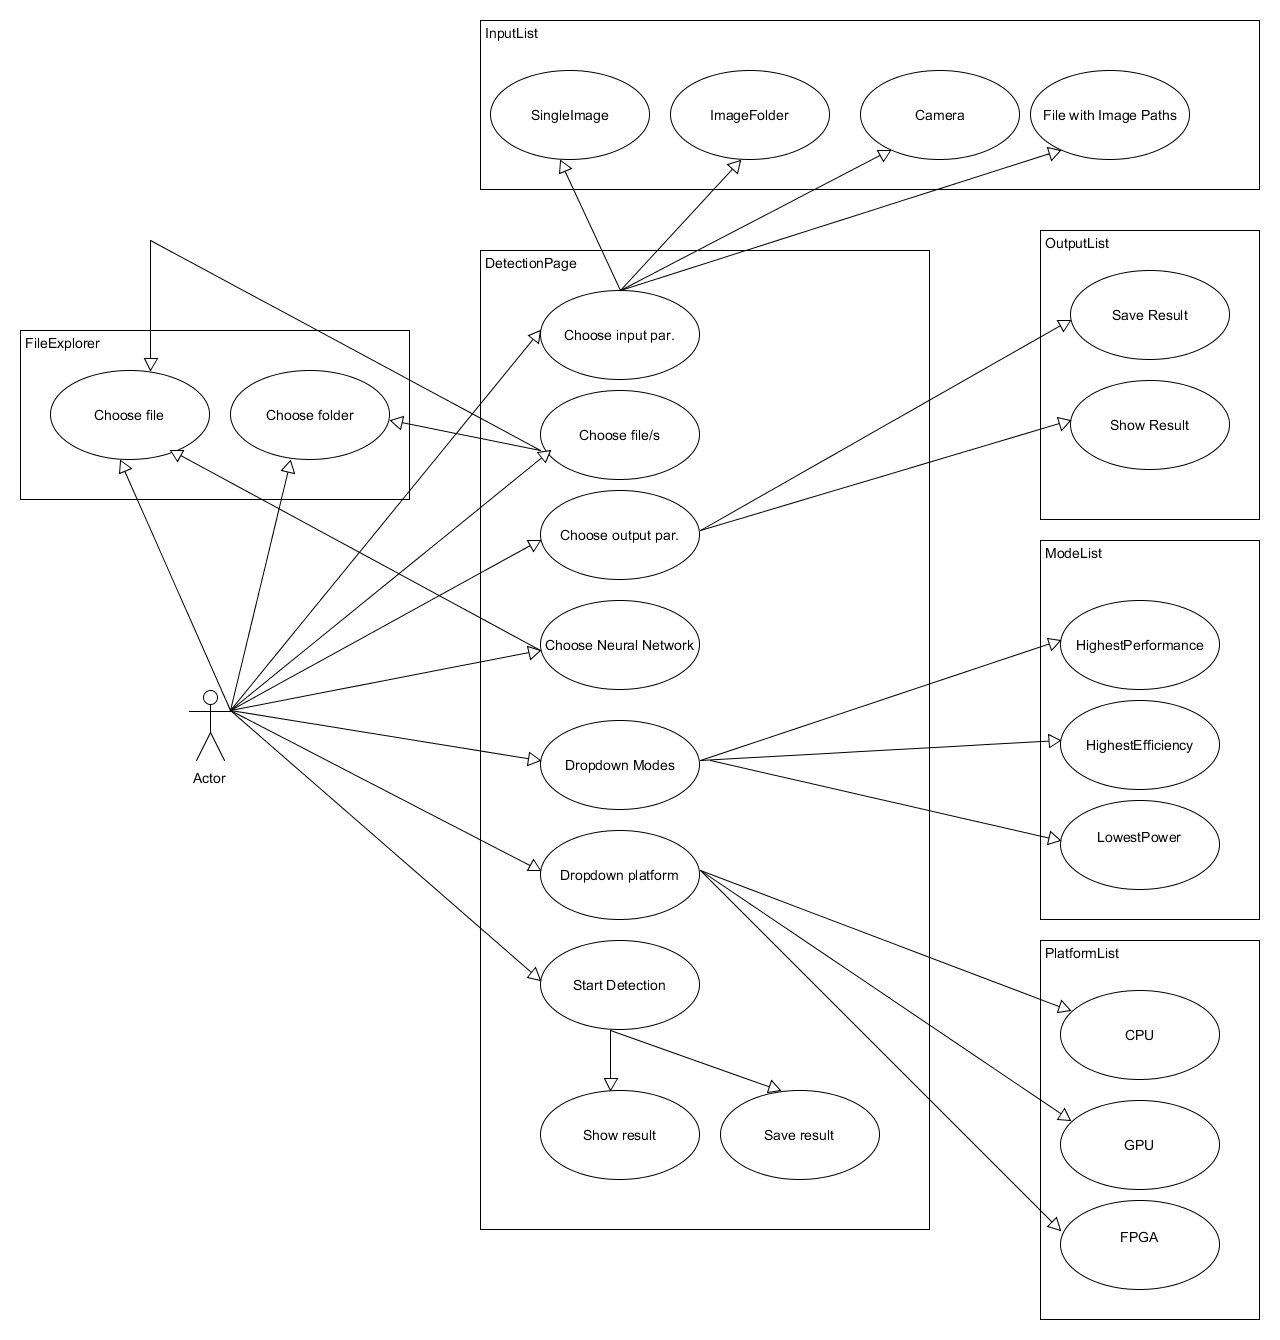 InputList
SingleImage
ImageFolder
Camera
File with Image Paths
OutputList
Save Result
Show Result
DetectionPage
Choose input par.
Choose file/s
Choose output par.
Choose Neural Network
Dropdown Modes
Dropdown platform
Start Detection
Show result
Save result
FileExplorer
Choose file
Choose folder
Actor
ModeList
HighestPerformance
HighestEfficiency
LowestPower
PlatformList
CPU
GPU
FPGA